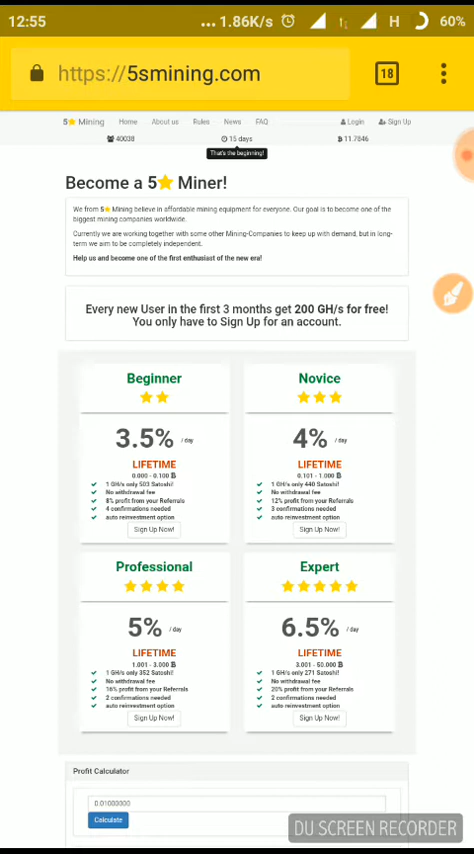 12:55 ... 1.86K/s H 60%
https://5smining.com 18
5 Mining Home About us Rules News FAQ Login Sign Up
40038 15 days 11.7846
That's the beginning!
Become a 5 Miner!
We from 5 Mining believe in affordable mining equipment for everyone. Our goal is to become one of the
biggest mining companies worldwide.
Currently we are working together with some other Mining-Companies to keep up with demand, but in long-
term we aim to be completely independent.
Help us and become one of the first enthusiast of the new era!
Every new User in the first 3 months get 200 GH/s for free!
You only have to Sign Up for an account.
Beginner
3.5% / day
LIFETIME
0.000 - 0.100 ₿
1 GH/s only 503 Satoshi!
No withdrawal fee
8% profit from your Referrals
4 confirmations needed
auto reinvestment option
Sign Up Now!
Novice
4% / day
LIFETIME
0.101 - 1.000 ₿
1 GH/s only 440 Satoshi!
No withdrawal fee
12% profit from your Referrals
3 confirmations needed
auto reinvestment option
Sign Up Now!
Professional
5% / day
LIFETIME
1.001 - 3.000 ₿
1 GH/s only 352 Satoshi!
No withdrawal fee
16% profit from your Referrals
2 confirmations needed
auto reinvestment option
Sign Up Now!
Expert
6.5% / day
LIFETIME
3.001 - 50.000 ₿
1 GH/s only 271 Satoshi!
No withdrawal fee
20% profit from your Referrals
2 confirmations needed
auto reinvestment option
Sign Up Now!
Profit Calculator
0.01000000
Calculate
DU SCREEN RECORDER